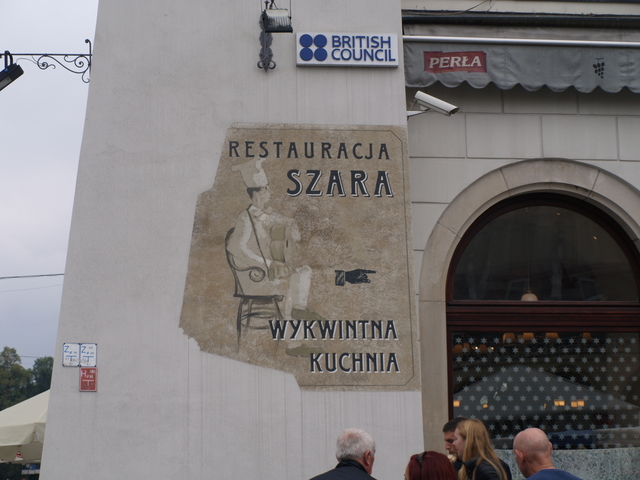 BRITISH
COUNCIL
PERŁA
RESTAURACJA
SZARA
WYKWINTNA
KUCHNIA